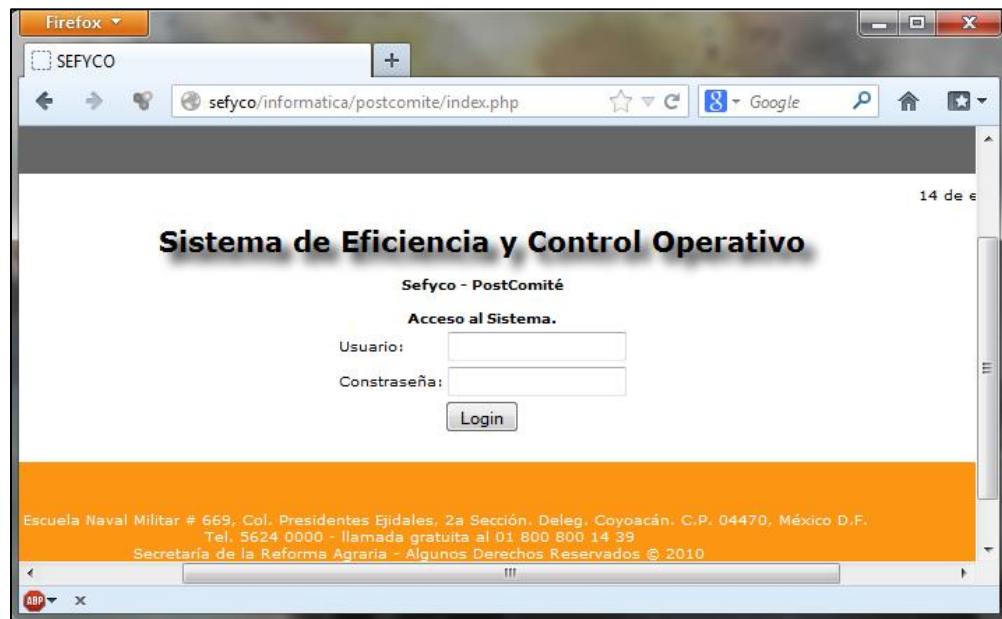 Firefox
SEFYCO
sefyco/informatica/postcomite/index.php
Google
14 de e
Sistema de Eficiencia y Control Operativo
Sefyco - PostComité
Acceso al Sistema.
Usuario:
Constraseña:
Login
Escuela Naval Militar # 669, Col. Presidentes Ejidales, 2a Sección. Deleg. Coyoacán. C.P. 04470, México D.F.
Tel. 5624 0000 - llamada gratuita al 01 800 800 14 39
Secretaría de la Reforma Agraria - Algunos Derechos Reservados © 2010
ABP